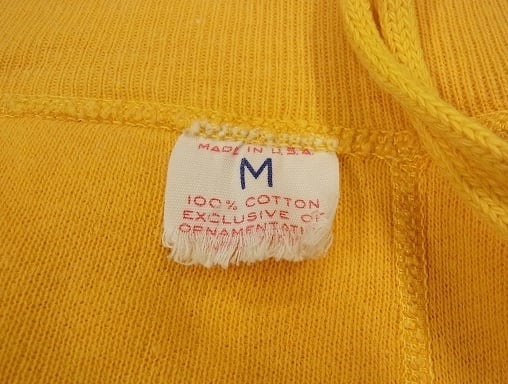 MADE IN U.S.A.
M
100% COTTON
EXCLUSIVE OF
ORNAMENTATI